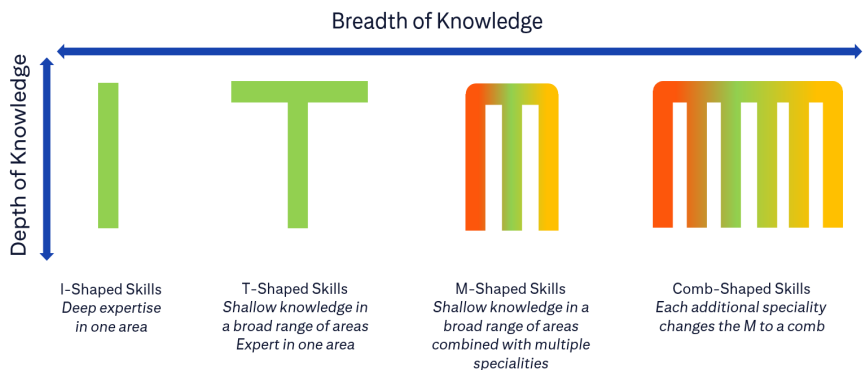 Breadth of Knowledge
Depth of Knowledge
I-Shaped Skills
Deep expertise
in one area
T-Shaped Skills
Shallow knowledge in
a broad range of areas
Expert in one area
M-Shaped Skills
Shallow knowledge in a
broad range of areas
combined with multiple
specialities
Comb-Shaped Skills
Each additional speciality
changes the M to a comb